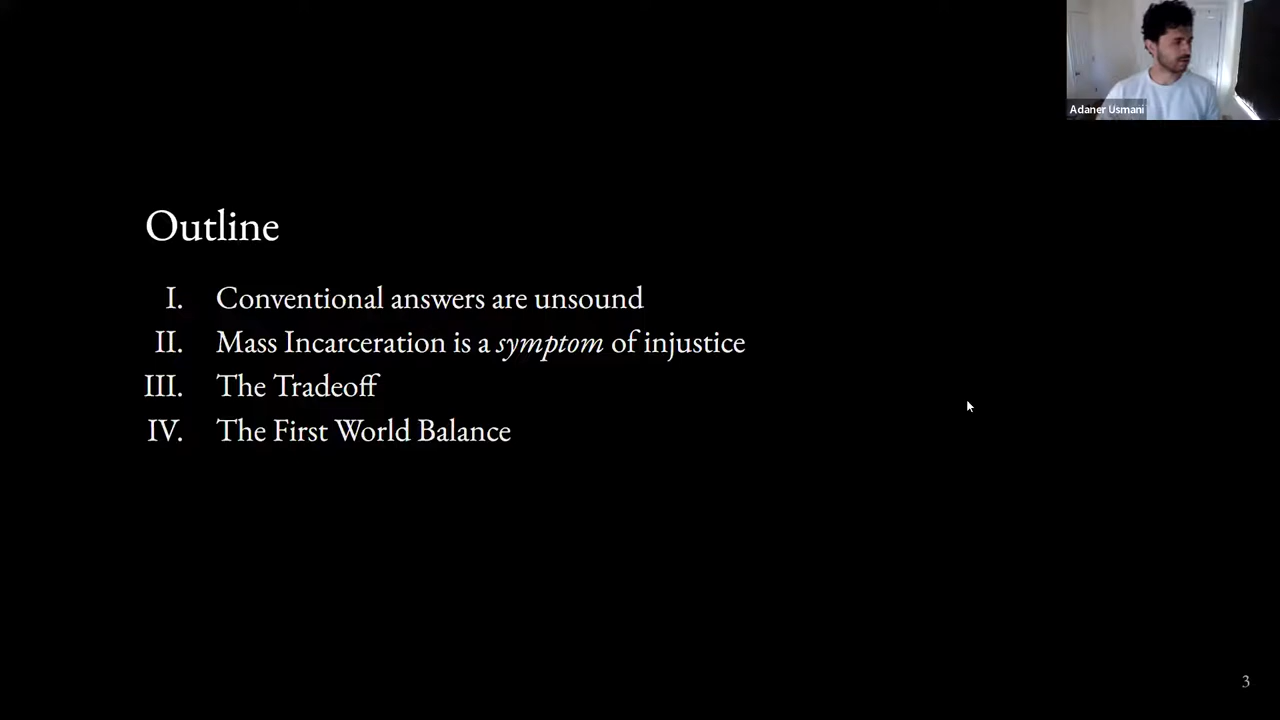 Adaner Usmani
Outline
I. Conventional answers are unsound
II. Mass Incarceration is a symptom of injustice
III. The Tradeoff
IV. The First World Balance
3